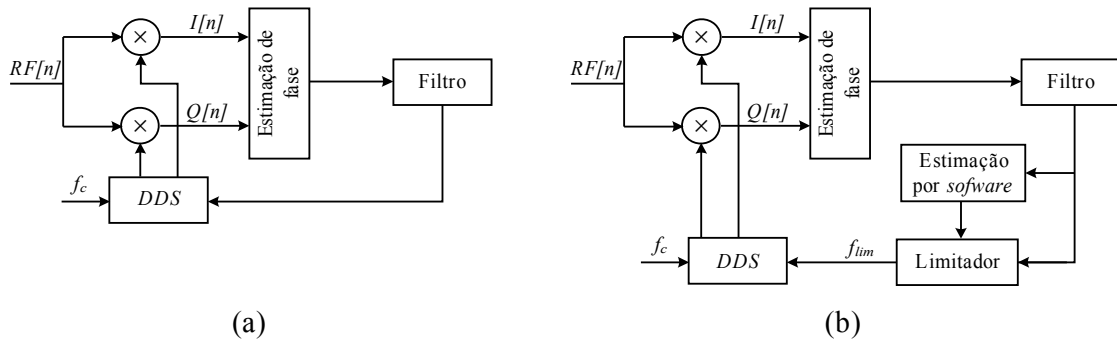 I[n]
RF[n]
Q[n]
Estimação de
fase
Filtro
f_c
DDS
(a)
I[n]
RF[n]
Q[n]
Estimação de
fase
Filtro
Estimação
por sofware
f_c
DDS
f_lim
Limitador
(b)